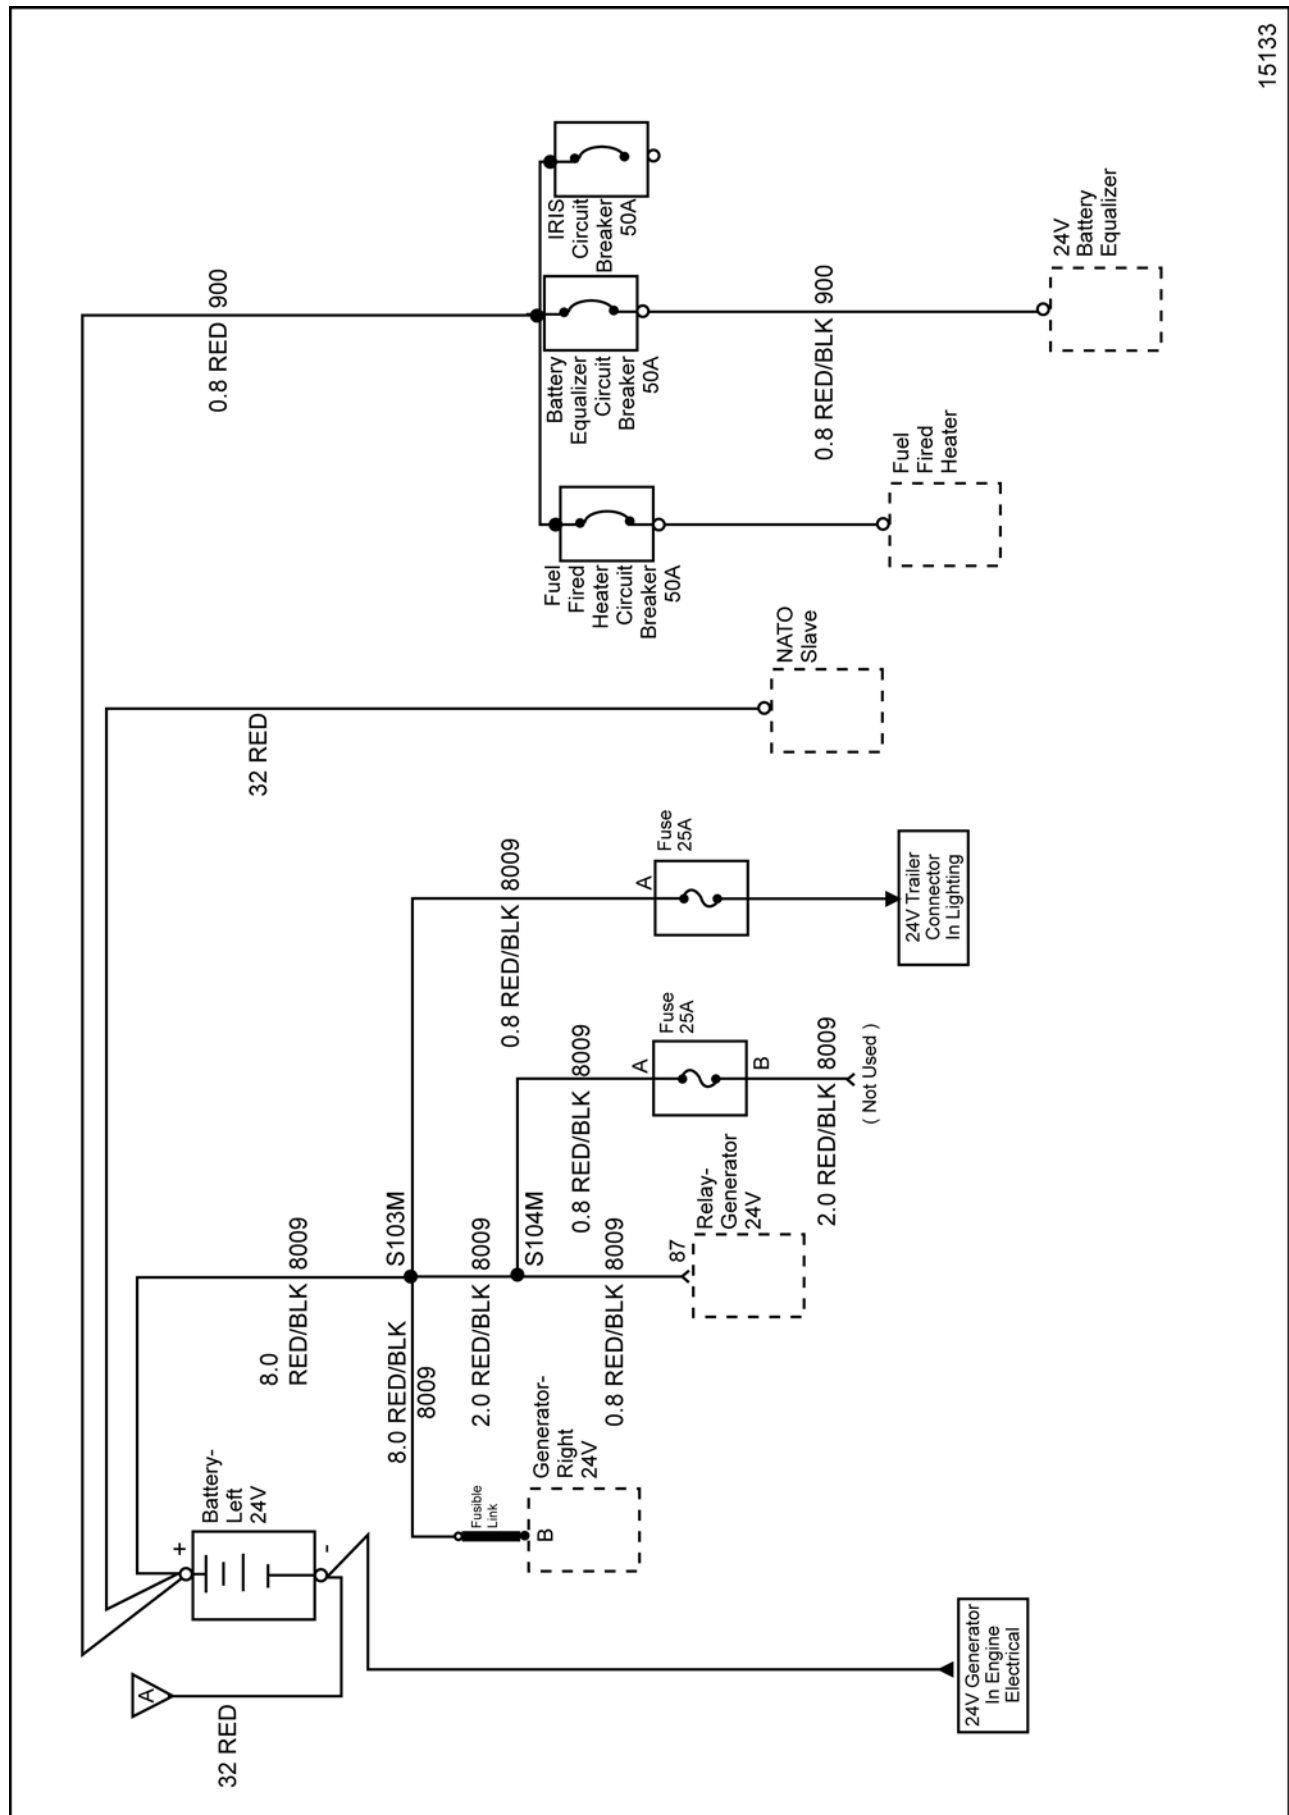 15133
0.8 RED 900
IRIS
Circuit
Breaker
50A
Battery
Equalizer
Circuit
Breaker
50A
Fuel
Fired
Heater
Circuit
Breaker
50A
0.8 RED/BLK 900
24V
Battery
Equalizer
Fuel
Fired
Heater
32 RED
NATO
Slave
0.8 RED/BLK 8009
A
Fuse
25A
24V Trailer
Connector
In Lighting
0.8 RED/BLK 8009
A
Fuse
25A
B
2.0 RED/BLK 8009
( Not Used )
8.0
RED/BLK 8009
S103M
2.0 RED/BLK 8009
S104M
0.8 RED/BLK 8009
87
Relay-
Generator
24V
8.0 RED/BLK
8009
Fusible
Link
B
Generator-
Right
24V
Battery-
Left
24V
+
-
A
32 RED
24V Generator
In Engine
Electrical